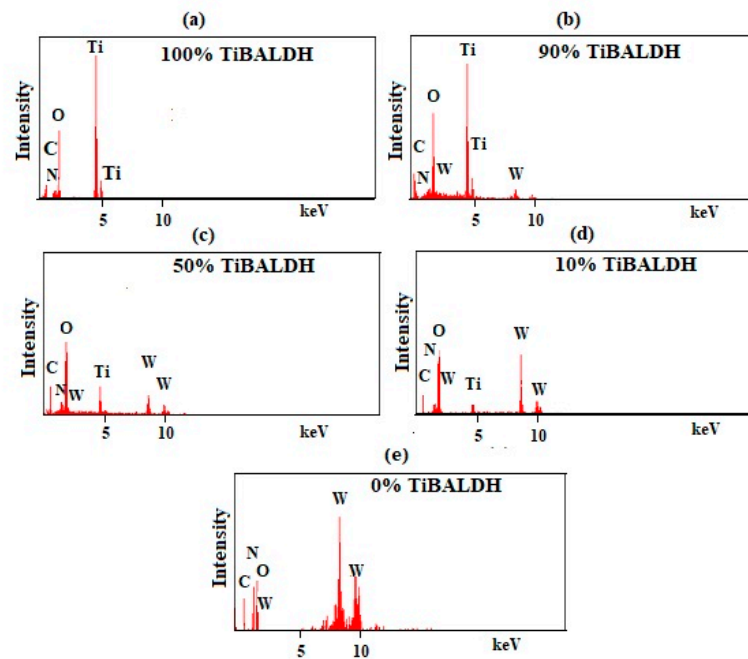 (a)
100% TiBALDH
Ti
O
C
N
Ti
Intensity
5
10
keV
(b)
90% TiBALDH
Ti
O
C
N
W
Ti
W
Intensity
5
10
keV
(c)
50% TiBALDH
O
C
N
W
Ti
W
W
Intensity
5
10
keV
(d)
10% TiBALDH
O
N
C
W
Ti
W
W
Intensity
5
10
keV
(e)
0% TiBALDH
W
N
O
C
W
W
Intensity
5
10
keV